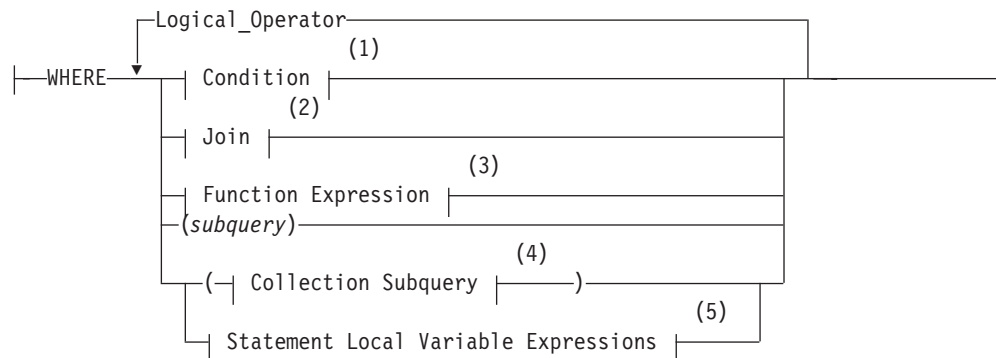 Logical_Operator
(1)
WHERE
Condition
(2)
Join
(3)
Function Expression
(subquery)
(4)
( Collection Subquery )
(5)
Statement Local Variable Expressions